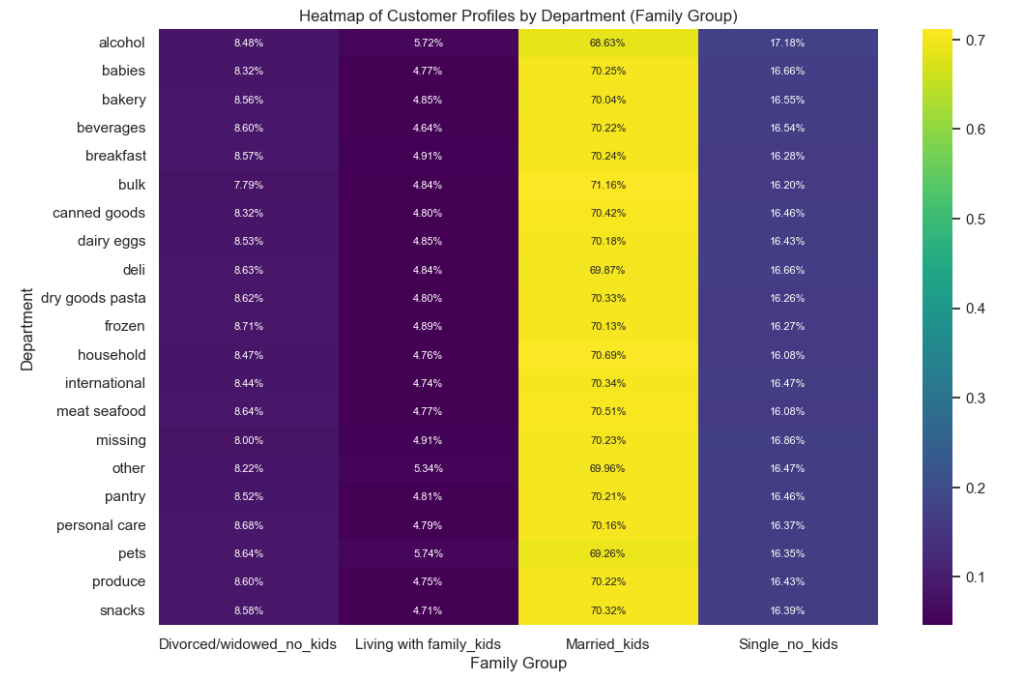 Heatmap of Customer Profiles by Department (Family Group)
alcohol 8.48% 5.72% 68.63% 17.18%
babies 8.32% 4.77% 70.25% 16.66%
bakery 8.56% 4.85% 70.04% 16.55%
beverages 8.60% 4.64% 70.22% 16.54%
breakfast 8.57% 4.91% 70.24% 16.28%
bulk 7.79% 4.84% 71.16% 16.20%
canned goods 8.32% 4.80% 70.42% 16.46%
dairy eggs 8.53% 4.85% 70.18% 16.43%
deli 8.63% 4.84% 69.87% 16.66%
dry goods pasta 8.62% 4.80% 70.33% 16.26%
frozen 8.71% 4.89% 70.13% 16.27%
household 8.47% 4.76% 70.69% 16.08%
international 8.44% 4.74% 70.34% 16.47%
meat seafood 8.64% 4.77% 70.51% 16.08%
missing 8.00% 4.91% 70.23% 16.86%
other 8.22% 5.34% 69.96% 16.47%
pantry 8.52% 4.81% 70.21% 16.46%
personal care 8.68% 4.79% 70.16% 16.37%
pets 8.64% 5.74% 69.26% 16.35%
produce 8.60% 4.75% 70.22% 16.43%
snacks 8.58% 4.71% 70.32% 16.39%
Divorced/widowed_no_kids Living with family_kids Married_kids Single_no_kids
Family Group
Department
0.7
0.6
0.5
0.4
0.3
0.2
0.1